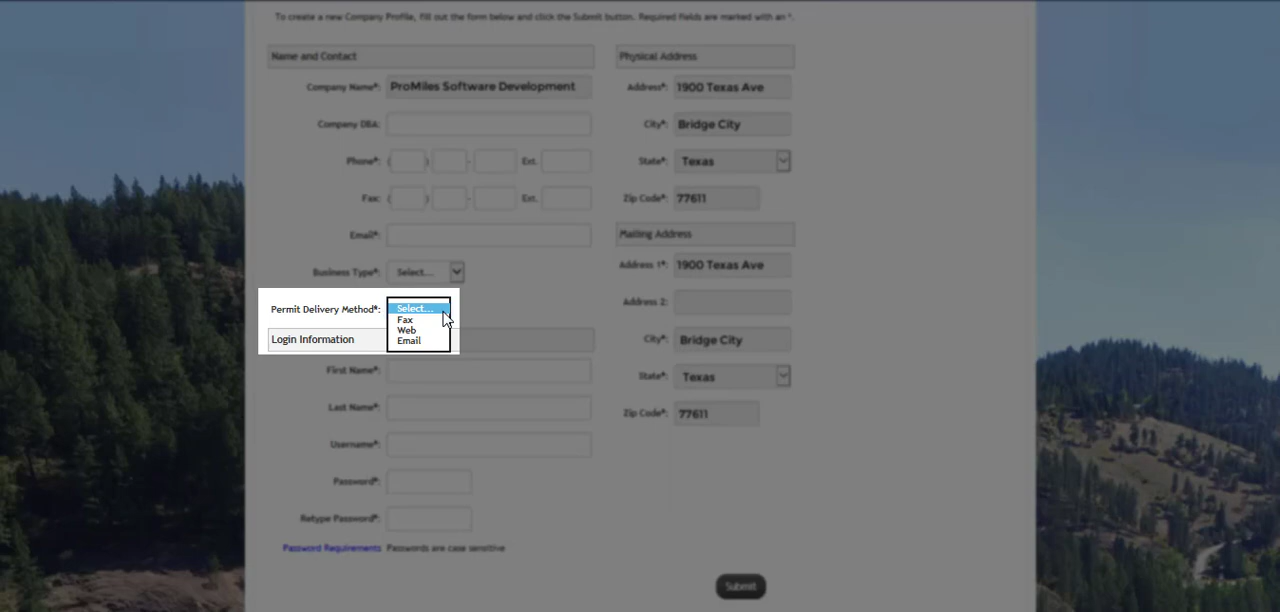 To create a new Company Profile, fill out the form below and click the Submit button. Required fields are marked with an *.
Name and Contact
Company Name*: ProMiles Software Development
Company DBA:
Phone*: ( ) - Ext.
Fax: ( ) - Ext.
Email*:
Business Type*: Select...
Permit Delivery Method*: Select...
Fax
Web
Email
Login Information
First Name*:
Last Name*:
Username*:
Password*:
Retype Password*:
Password Requirements Passwords are case sensitive
Physical Address
Address*: 1900 Texas Ave
City*: Bridge City
State*: Texas
Zip Code*: 77611
Mailing Address
Address 1*: 1900 Texas Ave
Address 2:
City*: Bridge City
State*: Texas
Zip Code*: 77611
Submit